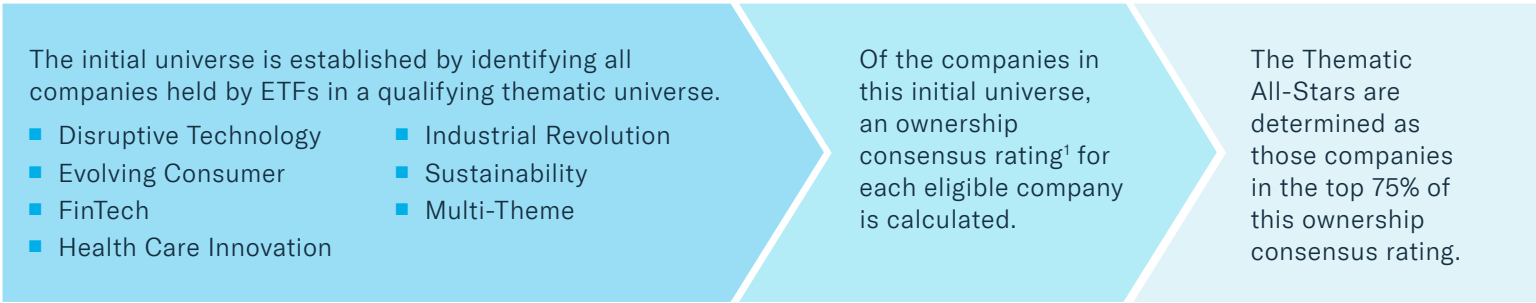 The initial universe is established by identifying all
companies held by ETFs in a qualifying thematic universe.
■ Disruptive Technology
■ Evolving Consumer
■ FinTech
■ Health Care Innovation
■ Industrial Revolution
■ Sustainability
■ Multi-Theme
Of the companies in
this initial universe,
an ownership
consensus rating¹ for
each eligible company
is calculated.
The Thematic
All-Stars are
determined as
those companies
in the top 75% of
this ownership
consensus rating.